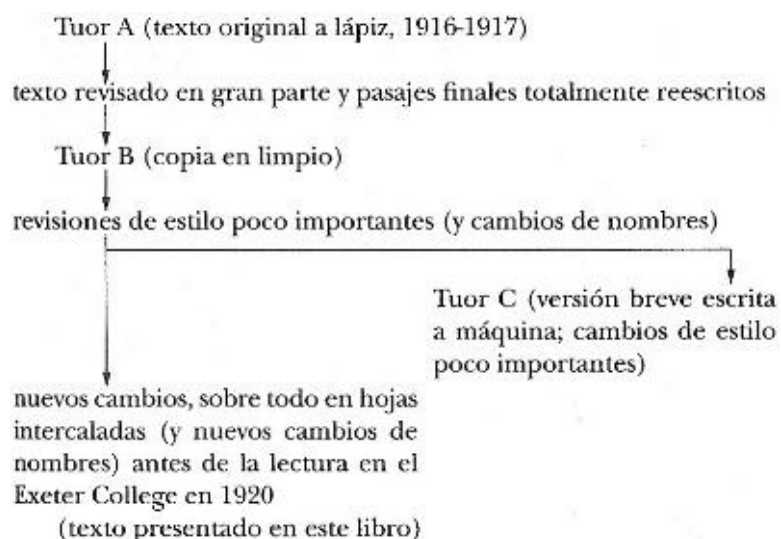 Tuor A (texto original a lápiz, 1916-1917)
texto revisado en gran parte y pasajes finales totalmente reescritos
Tuor B (copia en limpio)
revisiones de estilo poco importantes (y cambios de nombres)
Tuor C (versión breve escrita
a máquina; cambios de estilo
poco importantes)
nuevos cambios, sobre todo en hojas
intercaladas (y nuevos cambios de
nombres) antes de la lectura en el
Exeter College en 1920
(texto presentado en este libro)